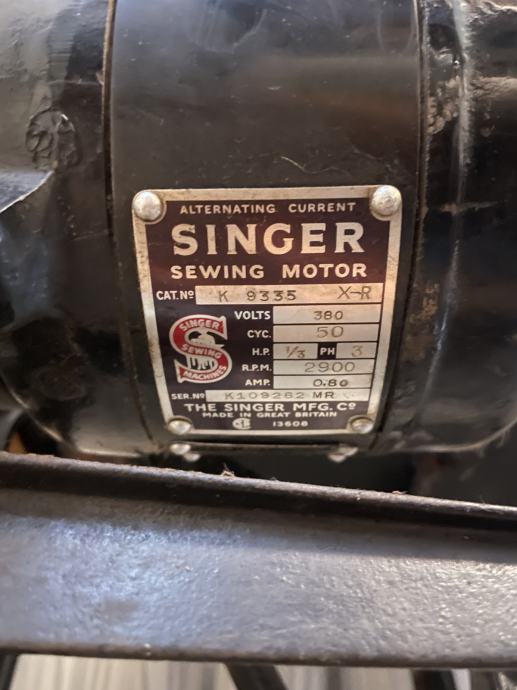 ALTERNATING CURRENT
SINGER
SEWING MOTOR
CAT. Nº K 9335 X-R
VOLTS 380
CYC. 50
H.P. 1/3 PH 3
R.P.M. 2900
AMP. 0.80
SINGER
SEWING
MACHINES
SER. Nº K109262 MR
THE SINGER MFG. Cº
MADE IN GREAT BRITAIN
13608